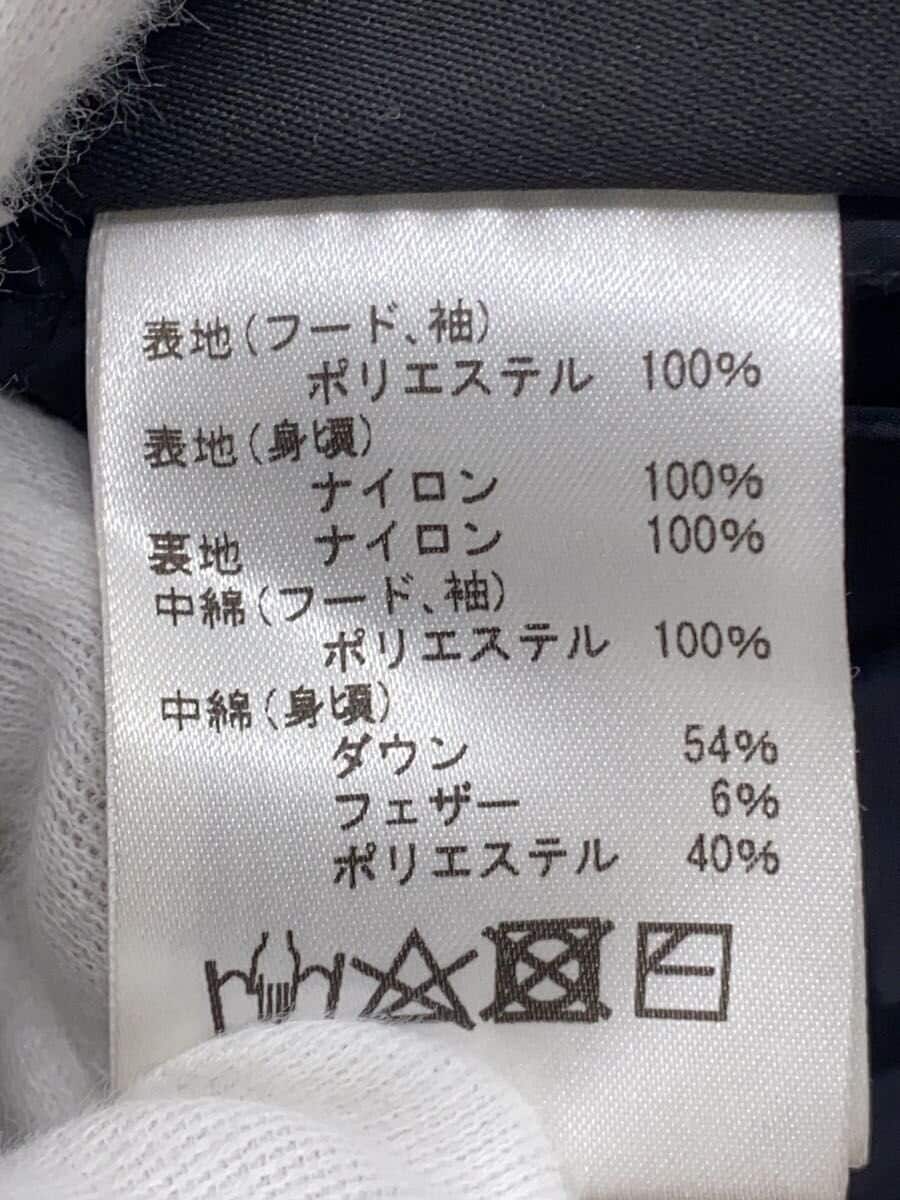 表地(フード、袖)
ポリエステル 100%
表地(身頃)
ナイロン 100%
裏地 ナイロン 100%
中綿(フード、袖)
ポリエステル 100%
中綿(身頃)
ダウン 54%
フェザー 6%
ポリエステル 40%